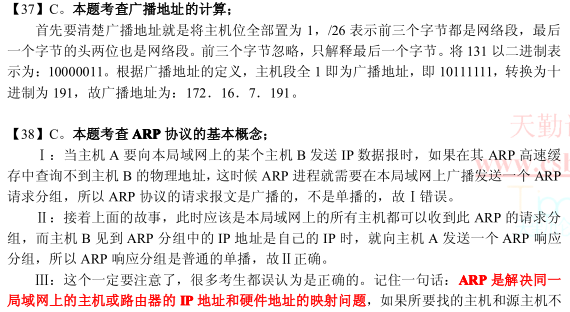 【37】C。本题考查广播地址的计算；
首先要清楚广播地址就是将主机位全部置为 1，/26 表示前三个字节都是网络段，最后
一个字节的头两位也是网络段。前三个字节忽略，只解释最后一个字节。将 131 以二进制表
示为：10000011。根据广播地址的定义，主机段全 1 即为广播地址，即 10111111，转换为十
进制为 191，故广播地址为：172．16．7．191。
【38】C。本题考查 ARP 协议的基本概念；
Ⅰ：当主机 A 要向本局域网上的某个主机 B 发送 IP 数据报时，如果在其 ARP 高速缓
存中查询不到主机 B 的物理地址，这时候 ARP 进程就需要在本局域网上广播发送一个 ARP
请求分组，所以 ARP 协议的请求报文是广播的，不是单播的，故Ⅰ错误。
Ⅱ：接着上面的故事，此时应该是本局域网上的所有主机都可以收到此 ARP 的请求分
组，而主机 B 见到 ARP 分组中的 IP 地址是自己的 IP 时，就向主机 A 发送一个 ARP 响应
分组，所以 ARP 响应分组是普通的单播，故Ⅱ正确。
Ⅲ：这个一定要注意了，很多考生都误认为是正确的。记住一句话：ARP 是解决同一
局域网上的主机或路由器的 IP 地址和硬件地址的映射问题，如果所要找的主机和源主机不
天勤